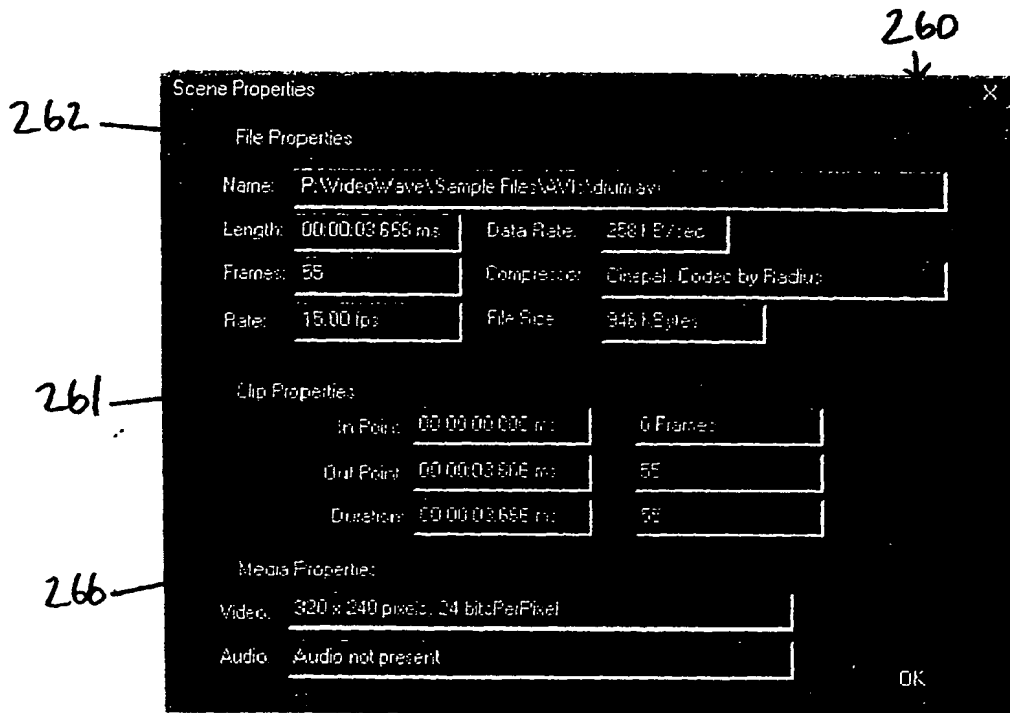 260
Scene Properties X
262
File Properties
Name: P:\VideoWave\Sample Files\AVIs\drum.avi
Length: 00:00:03:666 ms Data Rate: 258 kB/sec
Frames: 55 Compressor: Cinepak Codec by Radius
Rate: 15.00 fps File Size: 946 kBytes
261
Clip Properties
In Point: 00:00:00:000 ms 0 Frames
Out Point: 00:00:03:666 ms 55
Duration: 00:00:03:666 ms 55
266
Media Properties
Video: 320 x 240 pixels, 24 bitsPerPixel
Audio: Audio not present
OK